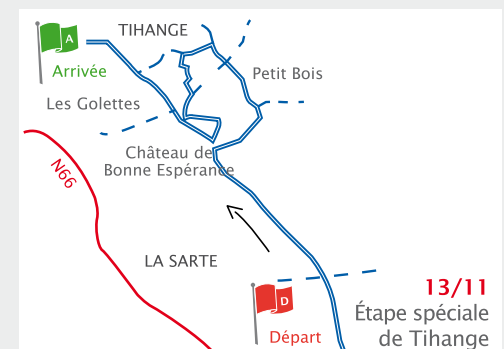 TIHANGE
A
Arrivée
Petit Bois
Les Golettes
Château de
Bonne Espérance
N66
LA SARTE
D
Départ
13/11
Étape spéciale
de Tihange